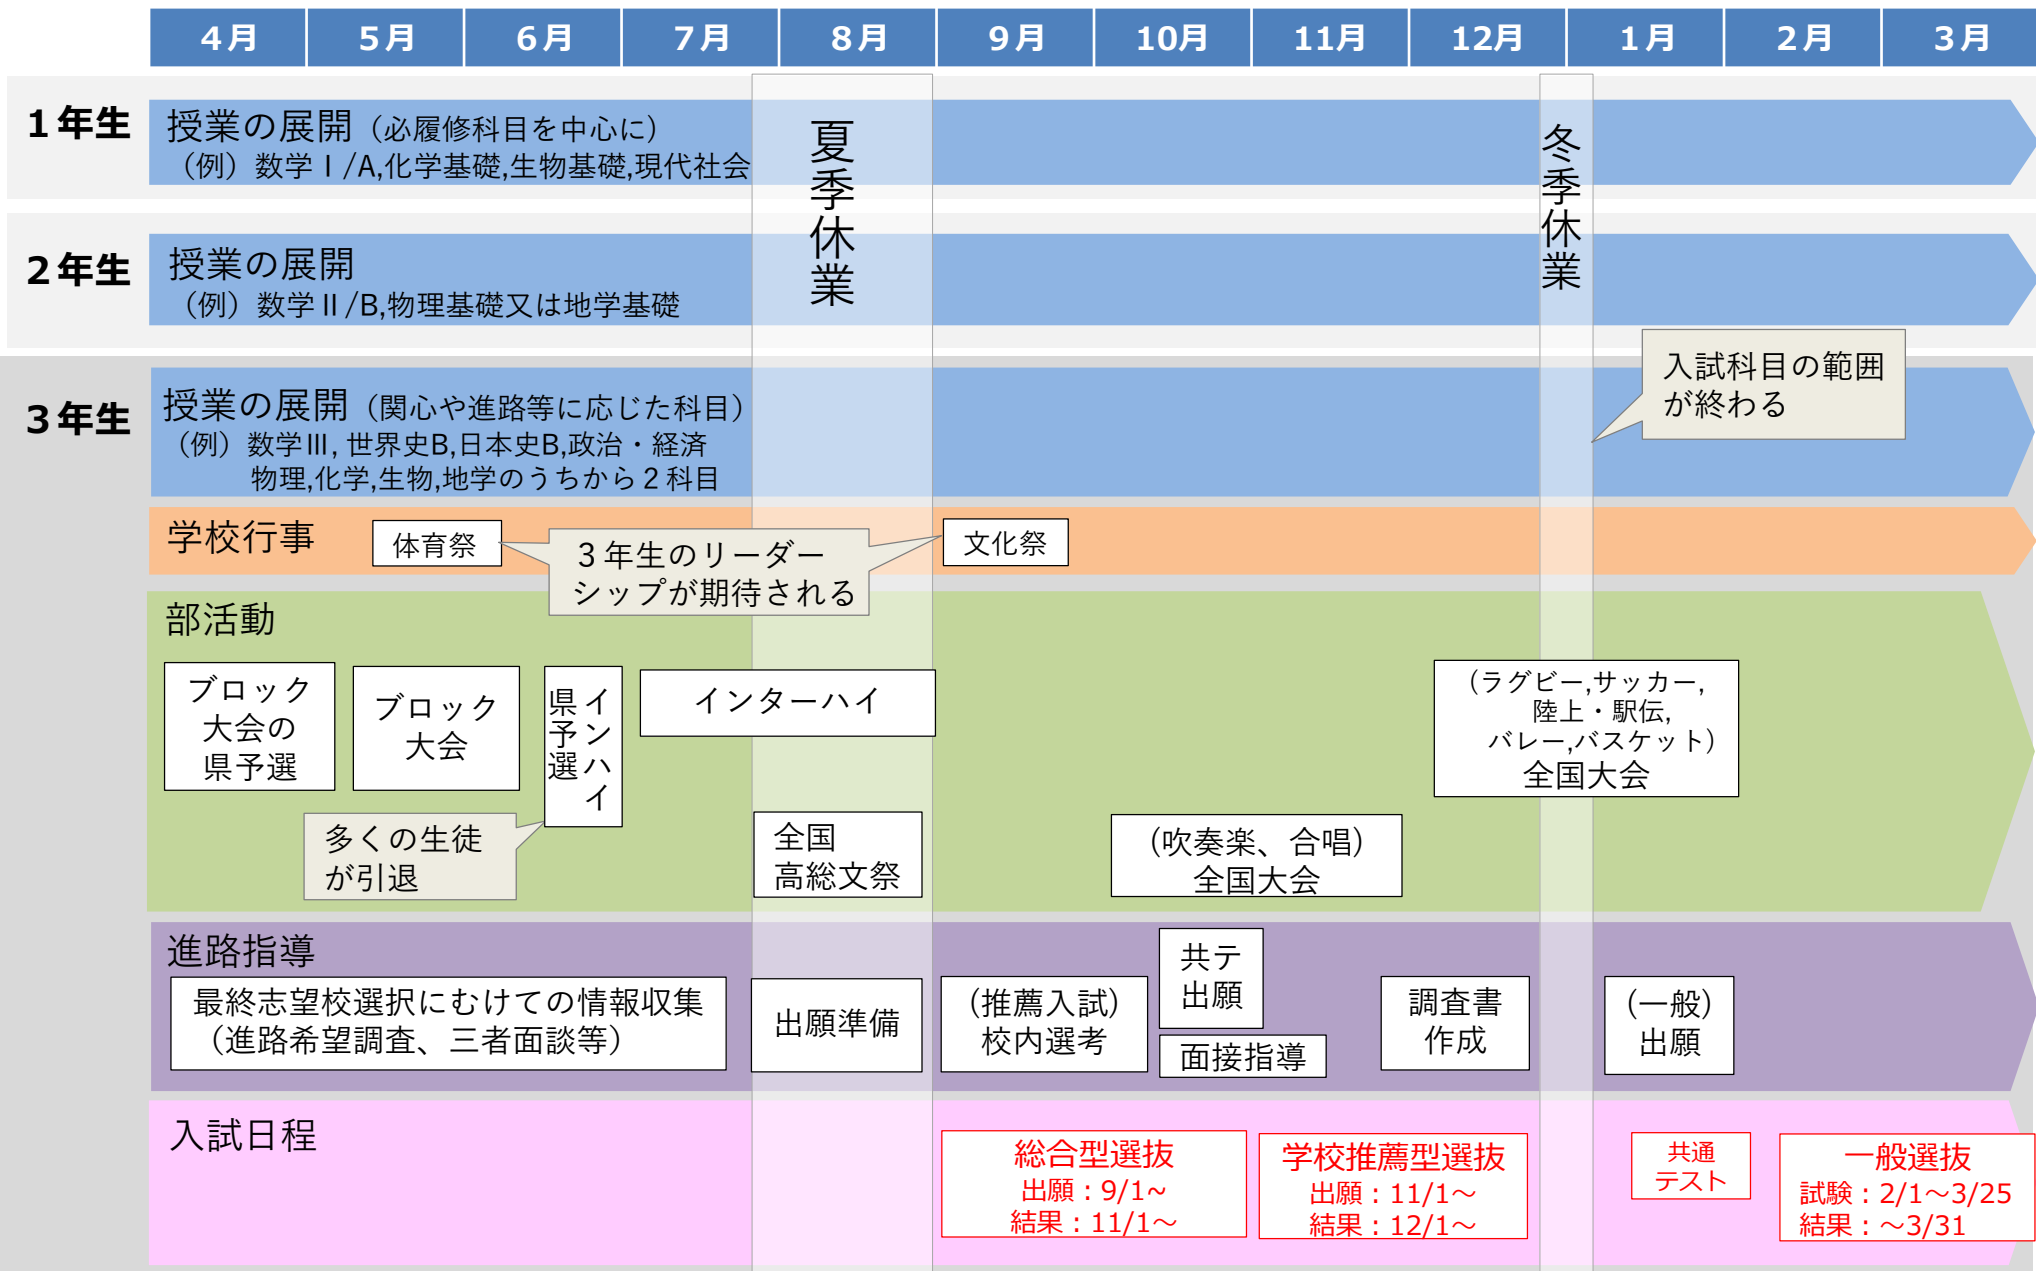 4月 5月 6月 7月 8月 9月 10月 11月 12月 1月 2月 3月
1年生
授業の展開（必履修科目を中心に）
（例）数学Ⅰ/A,化学基礎,生物基礎,現代社会
夏季休業
冬季休業
2年生
授業の展開
（例）数学Ⅱ/B,物理基礎又は地学基礎
3年生
授業の展開（関心や進路等に応じた科目）
（例）数学Ⅲ, 世界史B,日本史B,政治・経済
物理,化学,生物,地学のうちから２科目
入試科目の範囲
が終わる
学校行事
体育祭
３年生のリーダー
シップが期待される
文化祭
部活動
ブロック
大会の
県予選
ブロック
大会
インハイ
県予選
インターハイ
（ラグビー,サッカー,
陸上・駅伝,
バレー,バスケット）
全国大会
多くの生徒
が引退
全国
高総文祭
（吹奏楽、合唱）
全国大会
進路指導
最終志望校選択にむけての情報収集
（進路希望調査、三者面談等）
出願準備
（推薦入試）
校内選考
共テ
出願
面接指導
調査書
作成
（一般）
出願
入試日程
総合型選抜
出願：9/1~
結果：11/1～
学校推薦型選抜
出願：11/1～
結果：12/1～
共通
テスト
一般選抜
試験：2/1～3/25
結果：～3/31